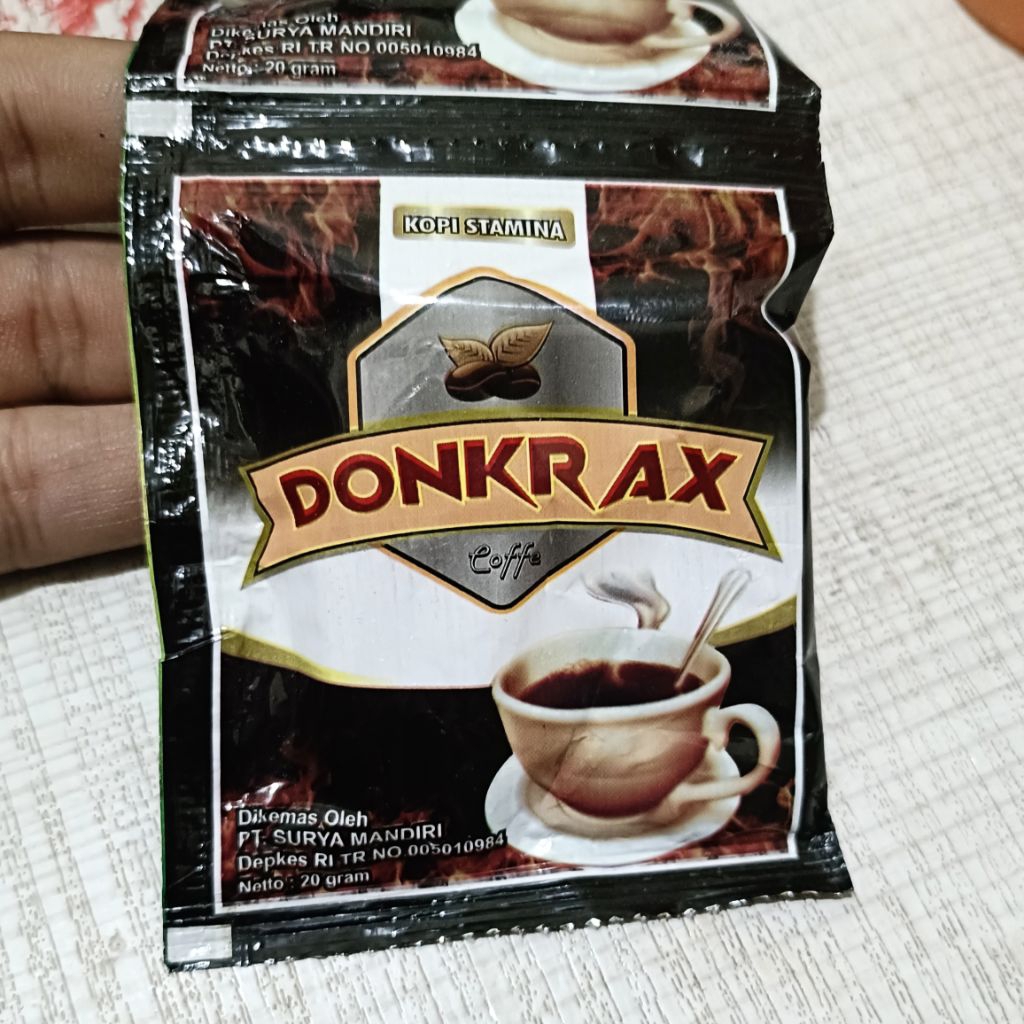 Dikemas Oleh
PT. SURYA MANDIRI
Depkes RI TR NO.005010984
Netto : 20 gram
KOPI STAMINA
DONKRAX
Coffe
Dikemas Oleh
PT. SURYA MANDIRI
Depkes RI TR NO.005010984
Netto : 20 gram